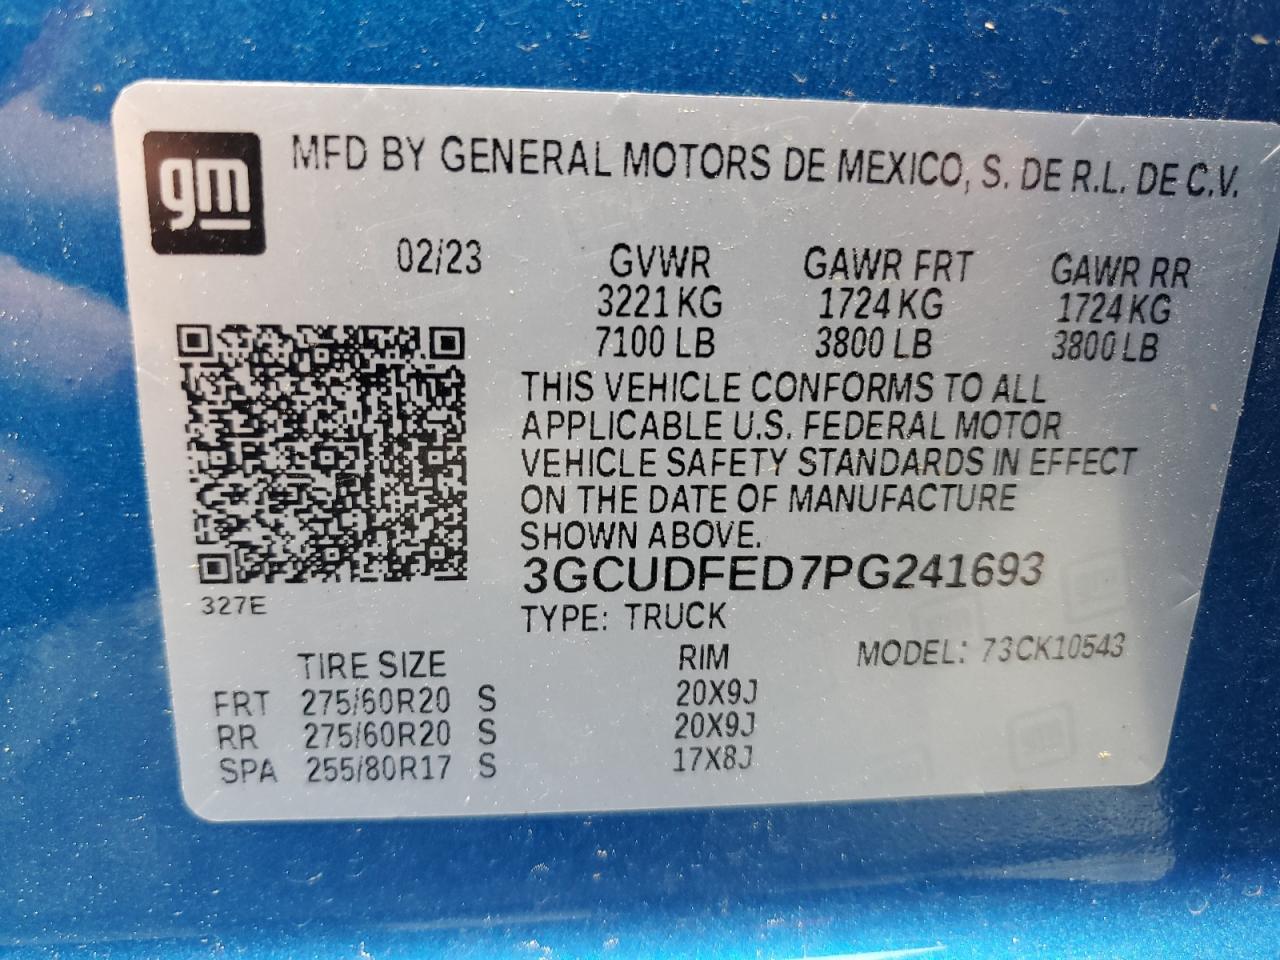 gm
MFD BY GENERAL MOTORS DE MEXICO, S. DE R.L. DE C.V.
02/23 GVWR GAWR FRT GAWR RR
3221 KG 1724 KG 1724 KG
7100 LB 3800 LB 3800 LB
THIS VEHICLE CONFORMS TO ALL
APPLICABLE U.S. FEDERAL MOTOR
VEHICLE SAFETY STANDARDS IN EFFECT
ON THE DATE OF MANUFACTURE
SHOWN ABOVE.
3GCUDFED7PG241693
327E
TYPE: TRUCK
MODEL: 73CK10543
TIRE SIZE RIM
FRT 275/60R20 S 20X9J
RR 275/60R20 S 20X9J
SPA 255/80R17 S 17X8J